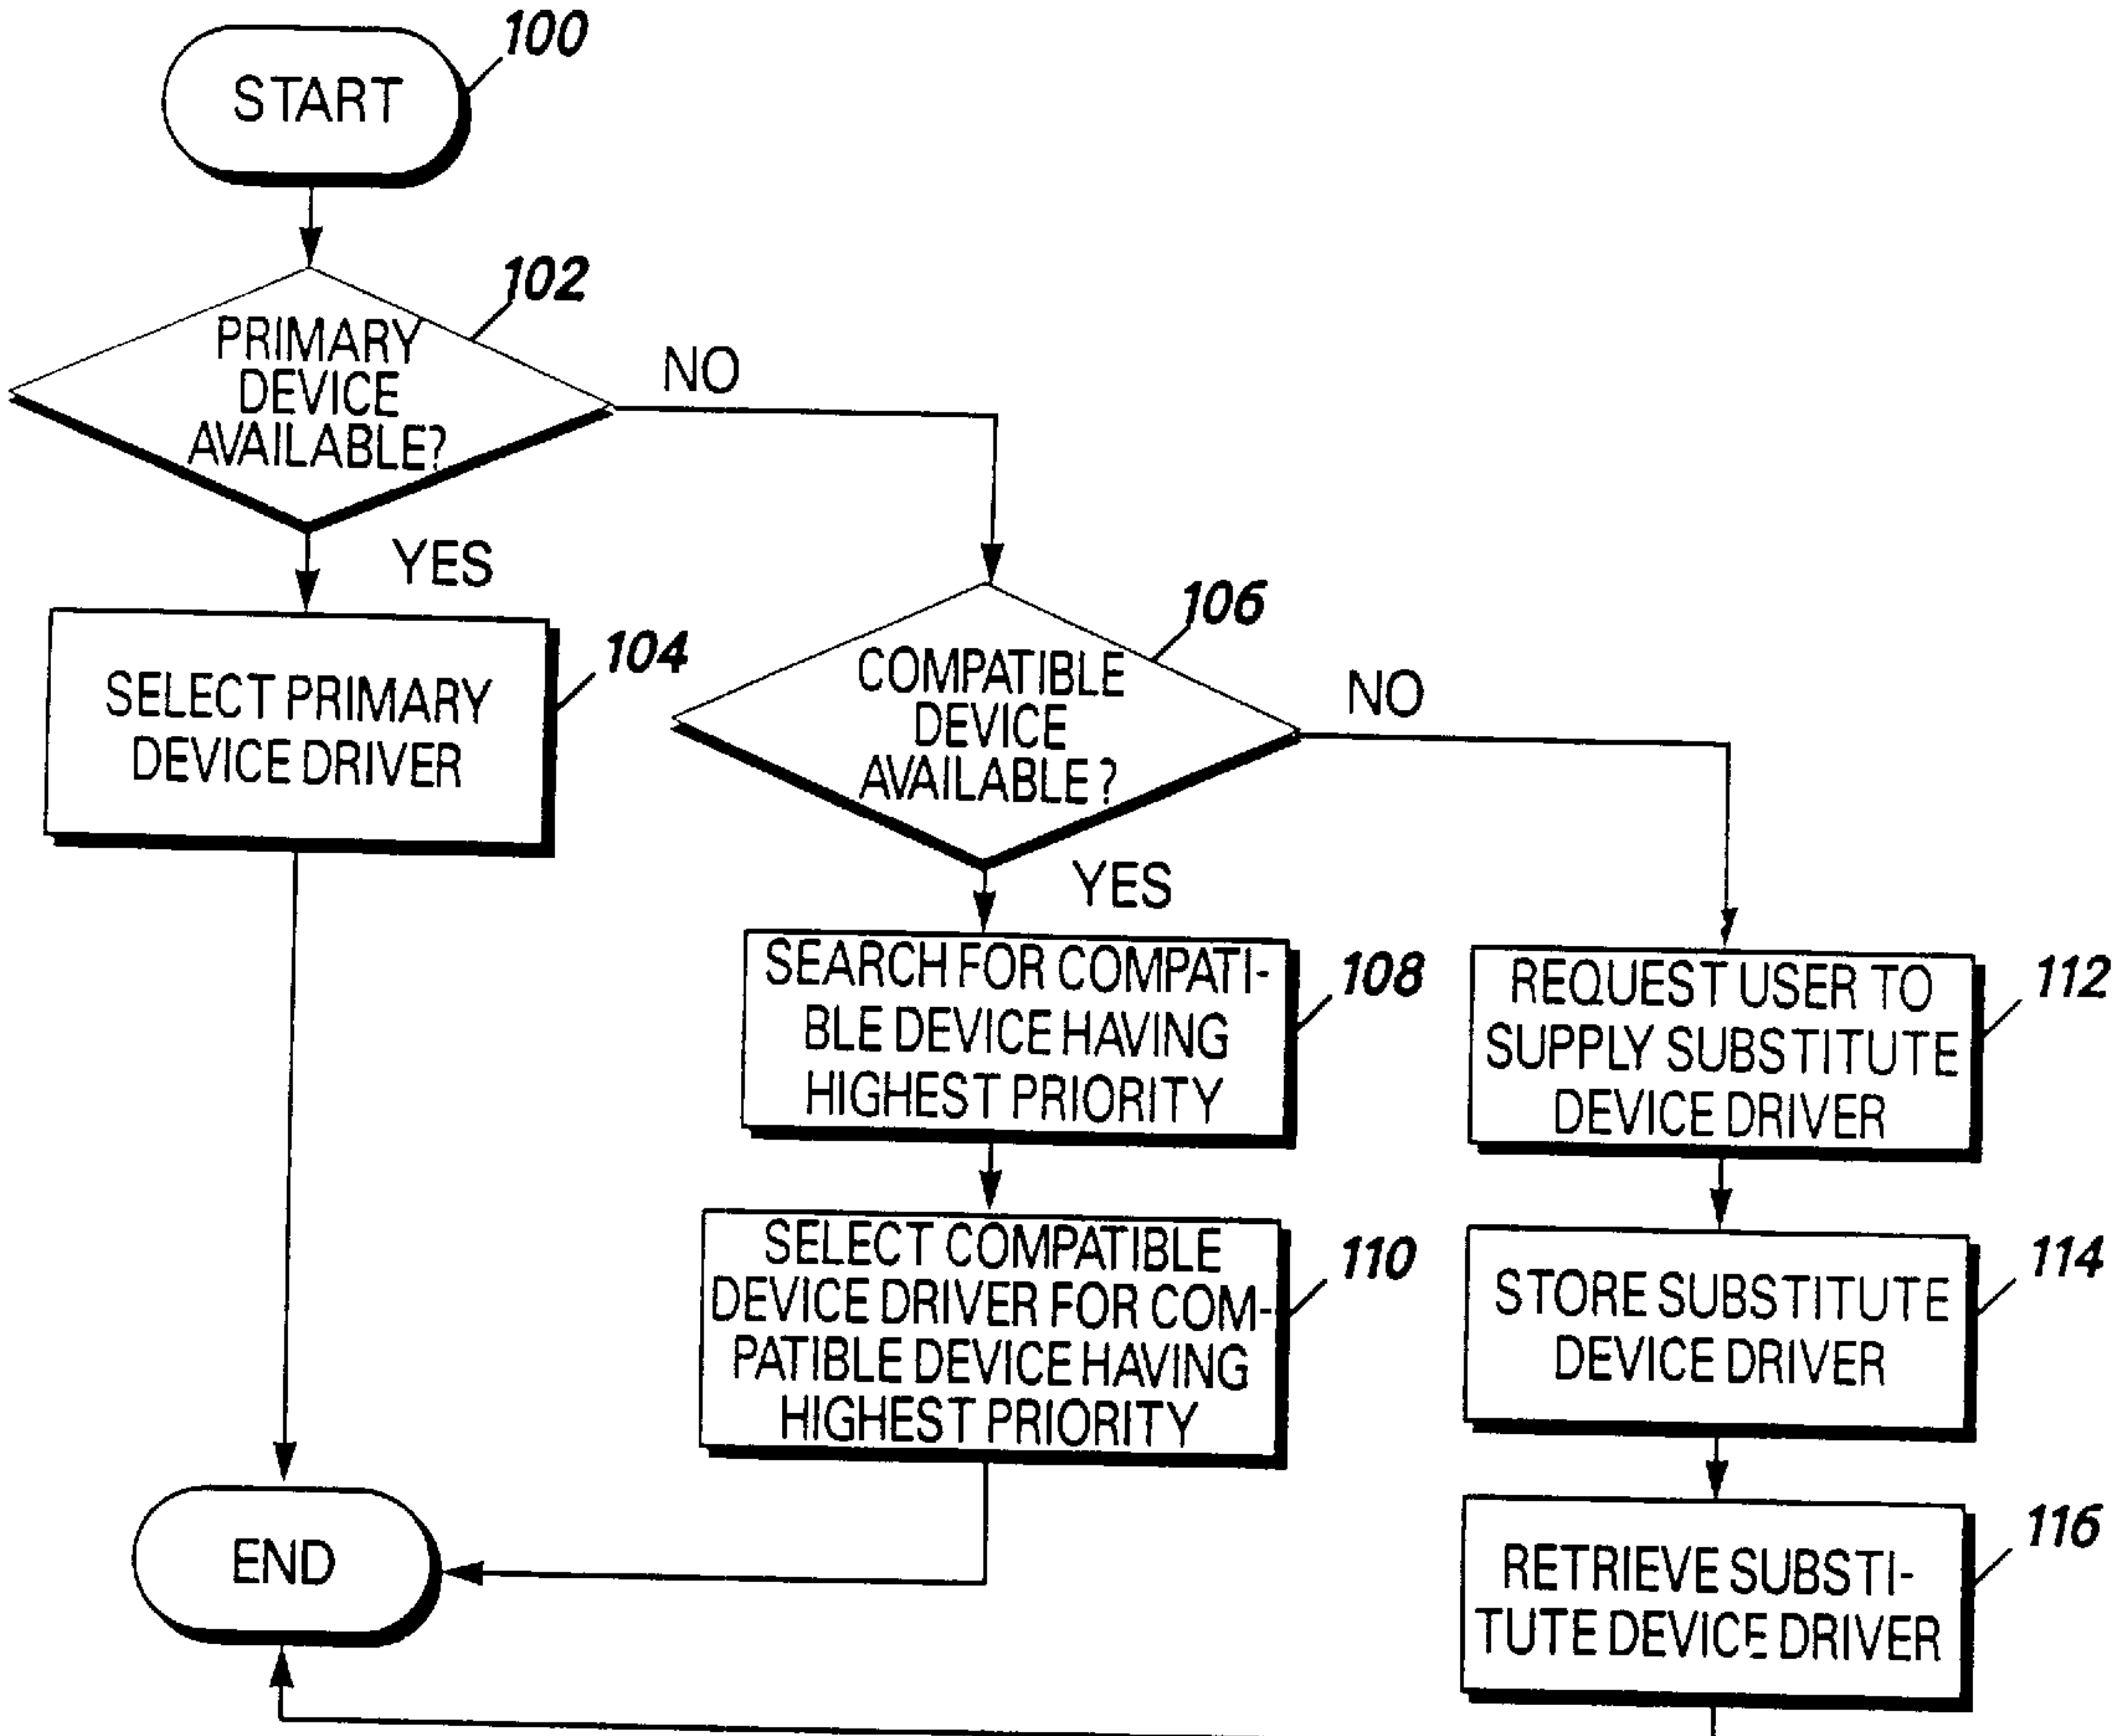 START
100
PRIMARY
DEVICE
AVAILABLE?
102
NO
YES
SELECT PRIMARY
DEVICE DRIVER
104
COMPATIBLE
DEVICE
AVAILABLE ?
106
NO
YES
SEARCH FOR COMPATI-
BLE DEVICE HAVING
HIGHEST PRIORITY
108
SELECT COMPATIBLE
DEVICE DRIVER FOR COM-
PATIBLE DEVICE HAVING
HIGHEST PRIORITY
110
REQUEST USER TO
SUPPLY SUBSTITUTE
DEVICE DRIVER
112
STORE SUBSTITUTE
DEVICE DRIVER
114
RETRIEVE SUBSTI-
TUTE DEVICE DRIVER
116
END